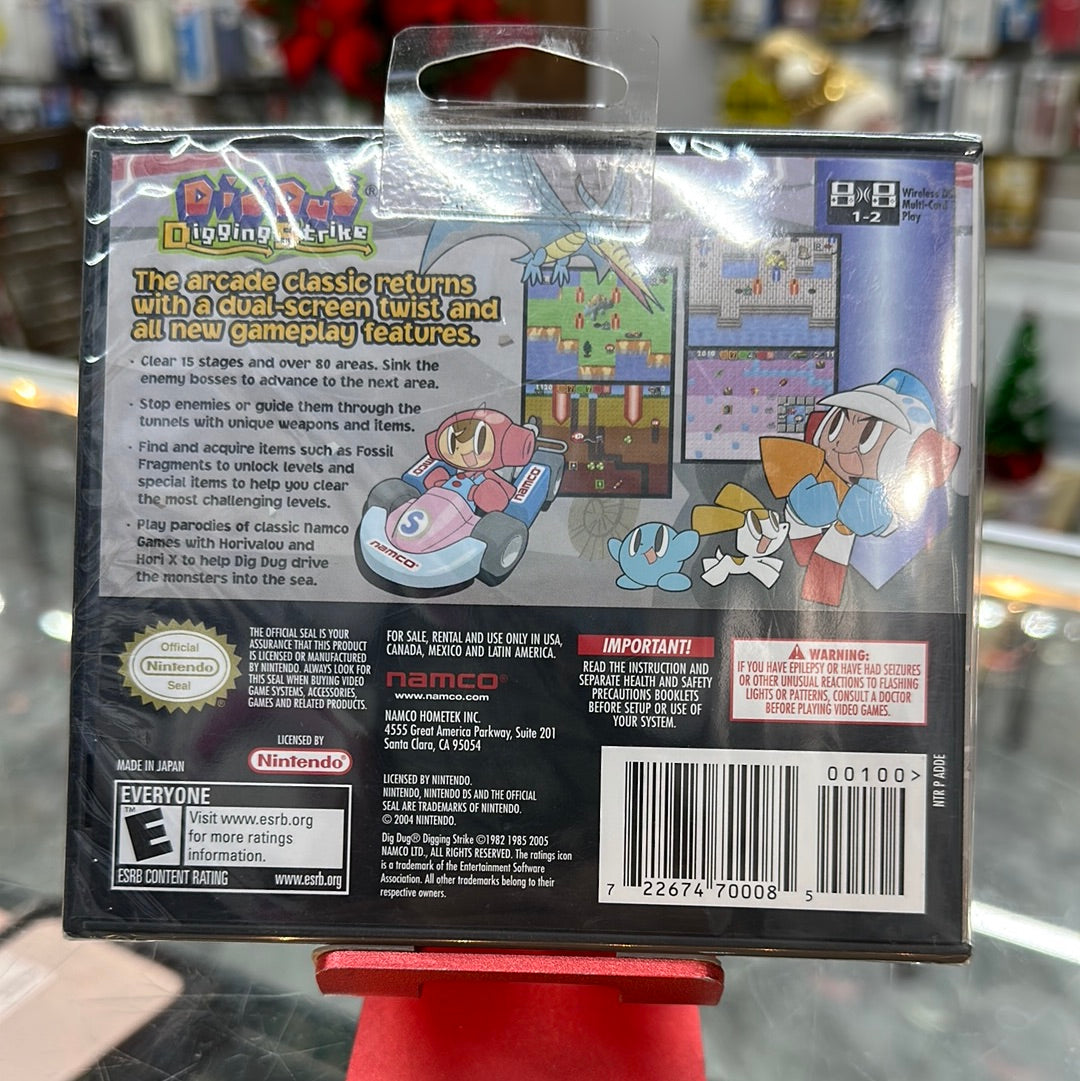 Dig Dug®
Digging Strike
The arcade classic returns
with a dual-screen twist and
all new gameplay features.
· Clear 15 stages and over 80 areas. Sink the
enemy bosses to advance to the next area.
· Stop enemies or guide them through the
tunnels with unique weapons and items.
· Find and acquire items such as Fossil
Fragments to unlock levels and
special items to help you clear
the most challenging levels.
· Play parodies of classic Namco
Games with Horivalou and
Hori X to help Dig Dug drive
the monsters into the sea.
1-2
Wireless DS
Multi-Card
Play
namco
S
namco
Official
Nintendo
Seal
THE OFFICIAL SEAL IS YOUR
ASSURANCE THAT THIS PRODUCT
IS LICENSED OR MANUFACTURED
BY NINTENDO. ALWAYS LOOK FOR
THIS SEAL WHEN BUYING VIDEO
GAME SYSTEMS, ACCESSORIES,
GAMES AND RELATED PRODUCTS.
MADE IN JAPAN
LICENSED BY
Nintendo®
EVERYONE
E
Visit www.esrb.org
for more ratings
information.
ESRB CONTENT RATING www.esrb.org
FOR SALE, RENTAL AND USE ONLY IN USA,
CANADA, MEXICO AND LATIN AMERICA.
namco®
www.namco.com
NAMCO HOMETEK INC.
4555 Great America Parkway, Suite 201
Santa Clara, CA 95054
LICENSED BY NINTENDO.
NINTENDO, NINTENDO DS AND THE OFFICIAL
SEAL ARE TRADEMARKS OF NINTENDO.
© 2004 NINTENDO.
Dig Dug® Digging Strike ©1982 1985 2005
NAMCO LTD., ALL RIGHTS RESERVED. The ratings icon
is a trademark of the Entertainment Software
Association. All other trademarks belong to their
respective owners.
IMPORTANT!
READ THE INSTRUCTION AND
SEPARATE HEALTH AND SAFETY
PRECAUTIONS BOOKLETS
BEFORE SETUP OR USE OF
YOUR SYSTEM.
WARNING:
IF YOU HAVE EPILEPSY OR HAVE HAD SEIZURES
OR OTHER UNUSUAL REACTIONS TO FLASHING
LIGHTS OR PATTERNS, CONSULT A DOCTOR
BEFORE PLAYING VIDEO GAMES.
00100>
7 22674 70008 5
NTR P ADDE